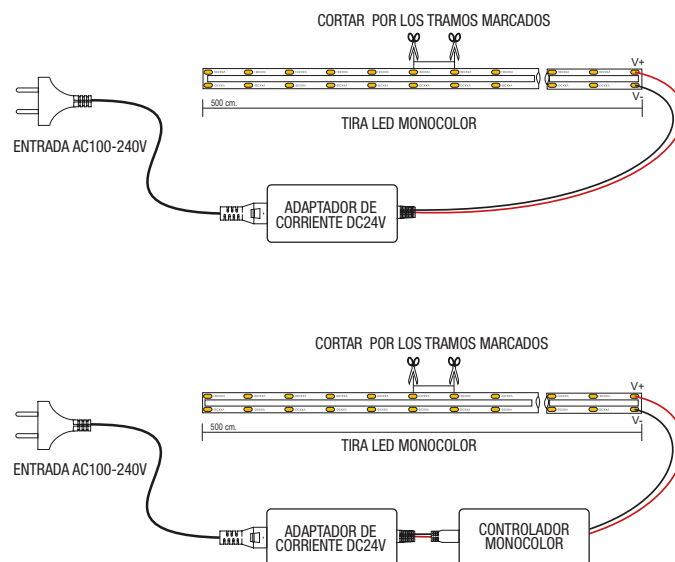 CORTAR POR LOS TRAMOS MARCADOS
V+
V-
500 cm.
TIRA LED MONOCOLOR
ENTRADA AC100-240V
ADAPTADOR DE
CORRIENTE DC24V
CORTAR POR LOS TRAMOS MARCADOS
V+
V-
500 cm.
TIRA LED MONOCOLOR
ENTRADA AC100-240V
ADAPTADOR DE
CORRIENTE DC24V
CONTROLADOR
MONOCOLOR